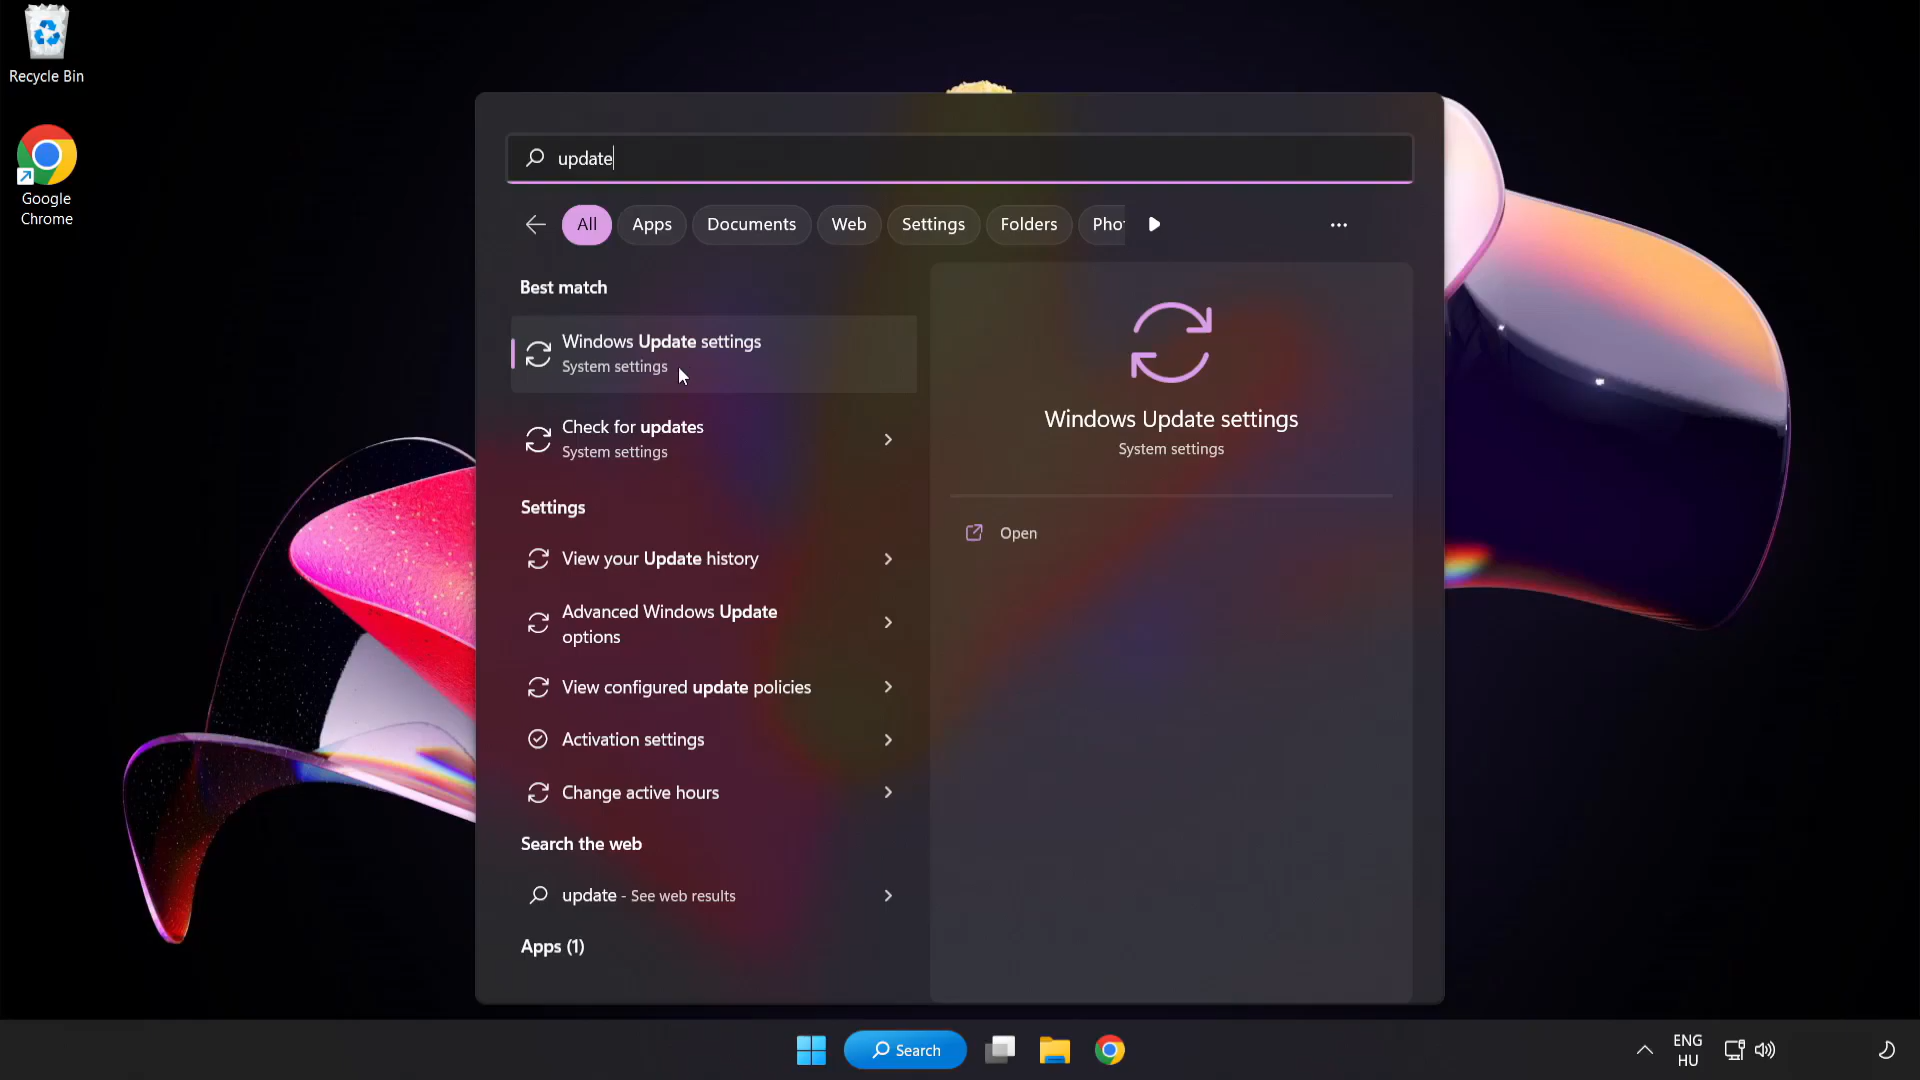 Recycle Bin
Google
Chrome
update
All
Apps
Documents
Web
Settings
Folders
Pho
Best match
Windows Update settings
System settings
Check for updates
System settings
Settings
View your Update history
Advanced Windows Update
options
View configured update policies
Activation settings
Change active hours
Search the web
update - See web results
Apps (1)
Windows Update settings
System settings
Open
Search
ENG
HU